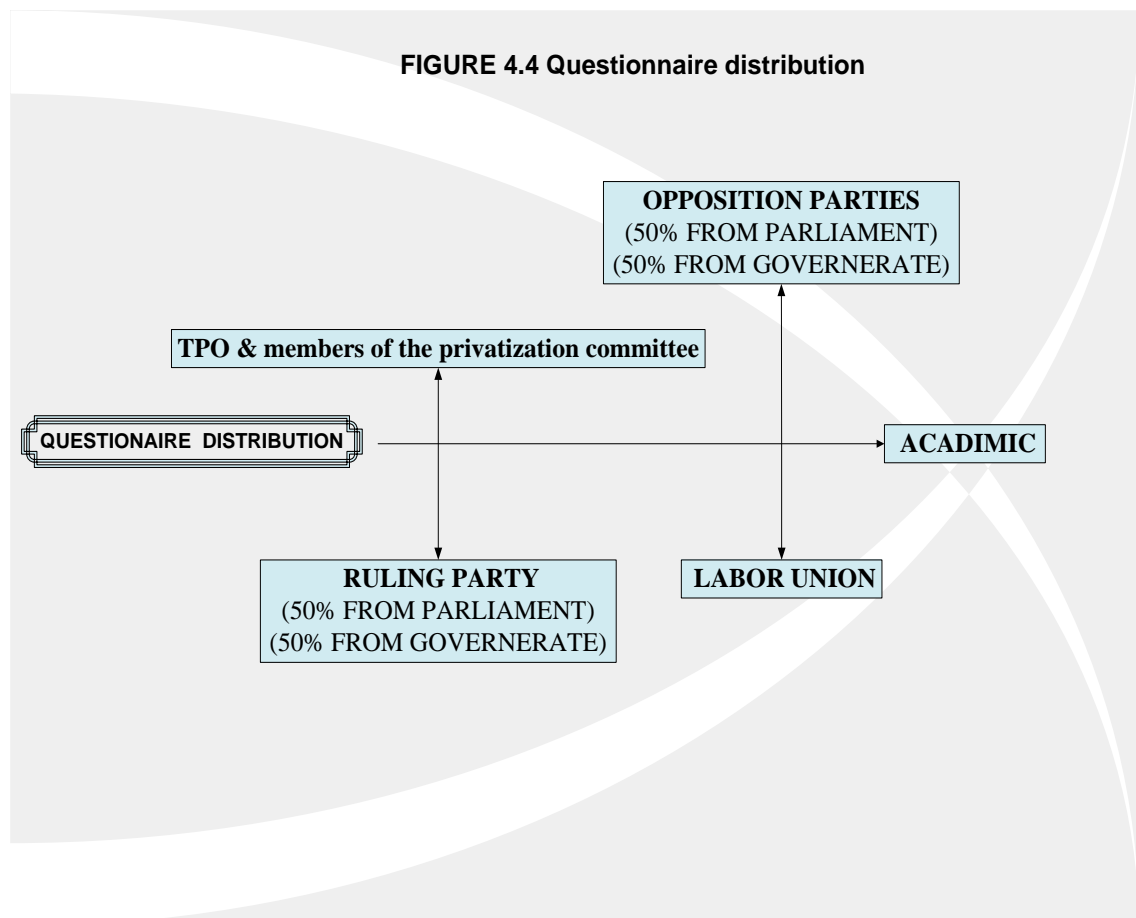 FIGURE 4.4 Questionnaire distribution
OPPOSITION PARTIES
(50% FROM PARLIAMENT)
(50% FROM GOVERNERATE)
TPO & members of the privatization committee
QUESTIONAIRE DISTRIBUTION
ACADIMIC
RULING PARTY
(50% FROM PARLIAMENT)
(50% FROM GOVERNERATE)
LABOR UNION